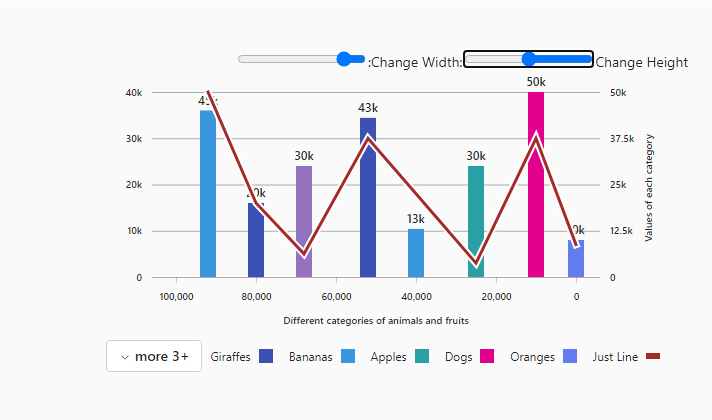 :Change Width: Change Height
50k
43k
30k
30k
13k
40k
30k
20k
10k
0
50k
37.5k
25k
12.5k
0
Values of each category
100,000 80,000 60,000 40,000 20,000 0
Different categories of animals and fruits
more 3+ Giraffes Bananas Apples Dogs Oranges Just Line